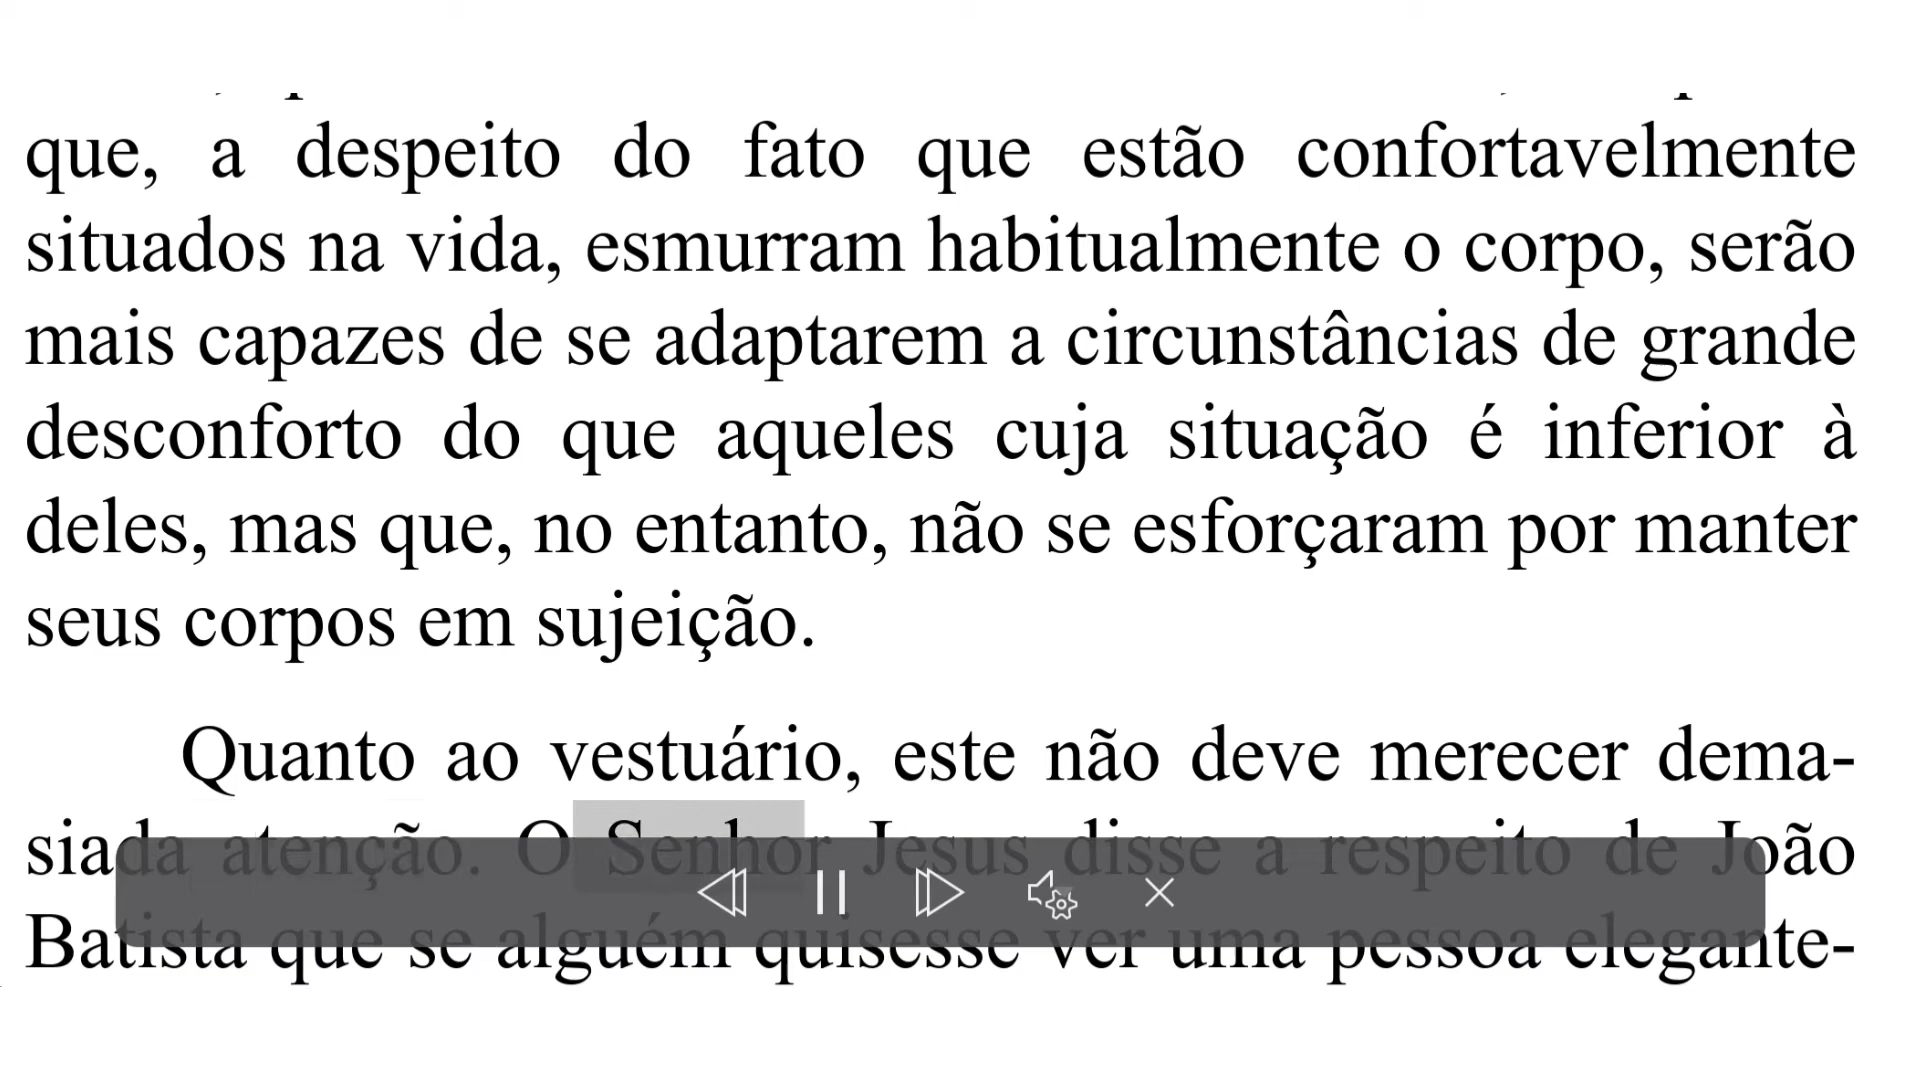 que, a despeito do fato que estão confortavelmente
situados na vida, esmurram habitualmente o corpo, serão
mais capazes de se adaptarem a circunstâncias de grande
desconforto do que aqueles cuja situação é inferior à
deles, mas que, no entanto, não se esforçaram por manter
seus corpos em sujeição.
Quanto ao vestuário, este não deve merecer dema-
siada atenção. O Senhor Jesus disse a respeito de João
Batista que se alguém quisesse ver uma pessoa elegante-